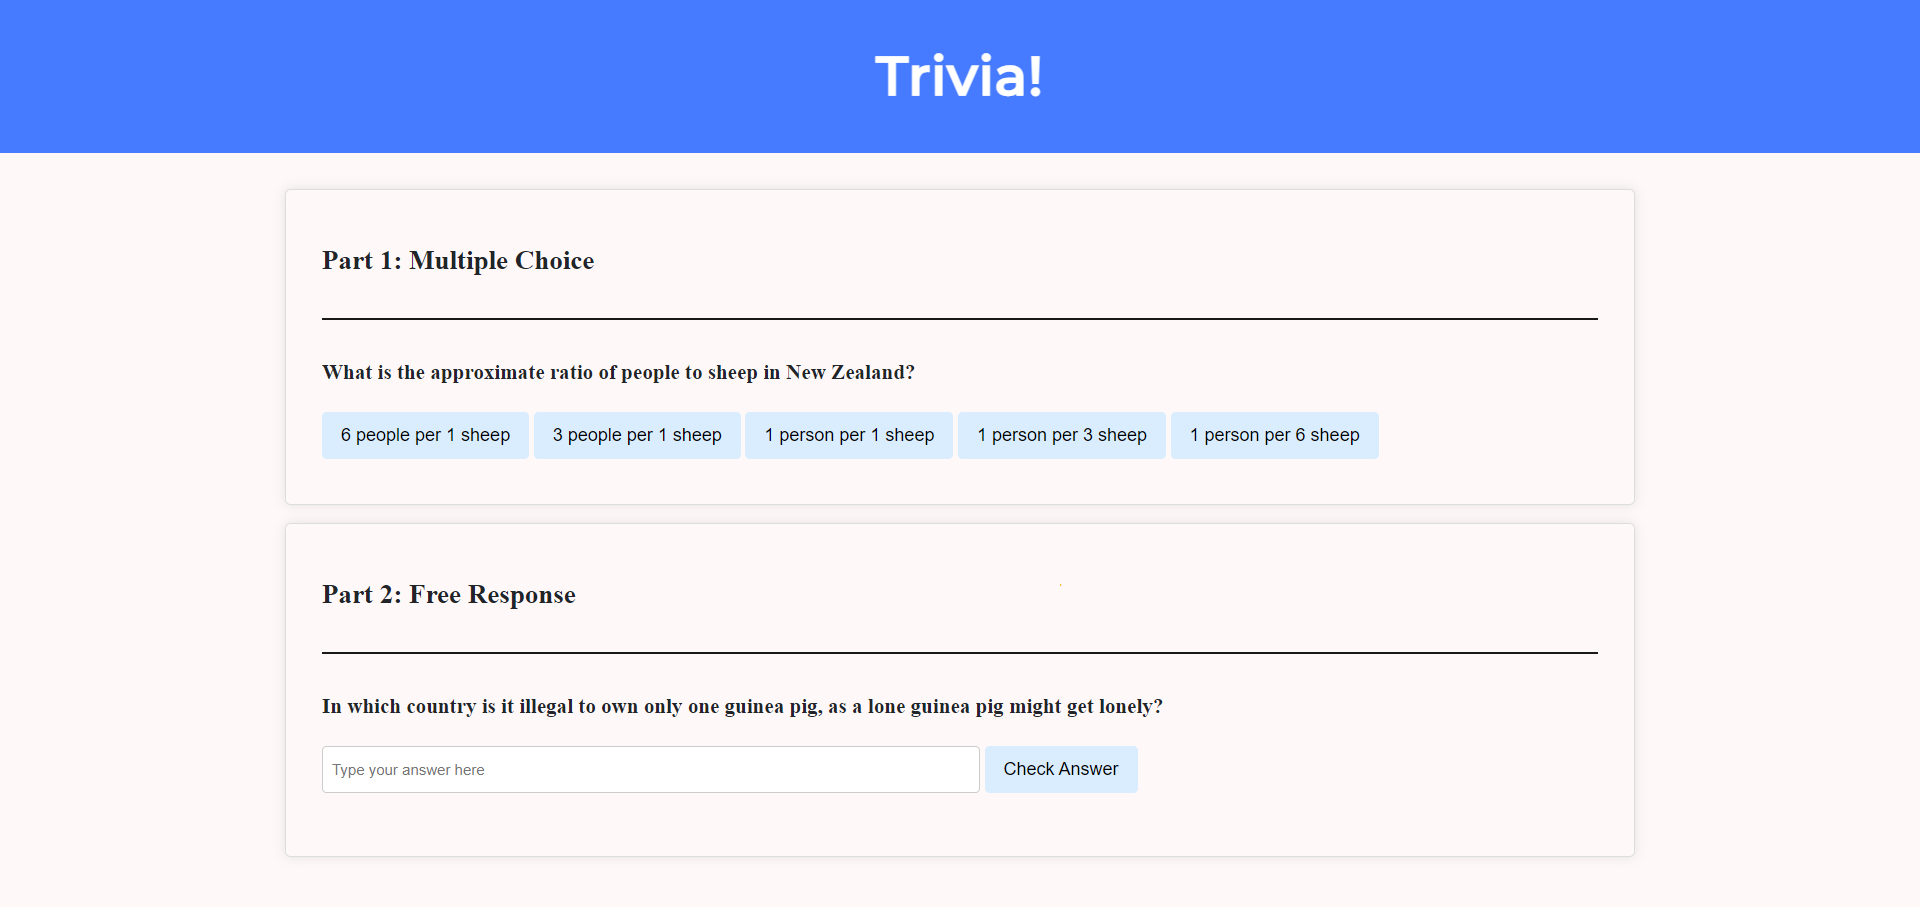 Trivia!
Part 1: Multiple Choice
What is the approximate ratio of people to sheep in New Zealand?
6 people per 1 sheep 3 people per 1 sheep 1 person per 1 sheep 1 person per 3 sheep 1 person per 6 sheep
Part 2: Free Response
In which country is it illegal to own only one guinea pig, as a lone guinea pig might get lonely?
Type your answer here Check Answer